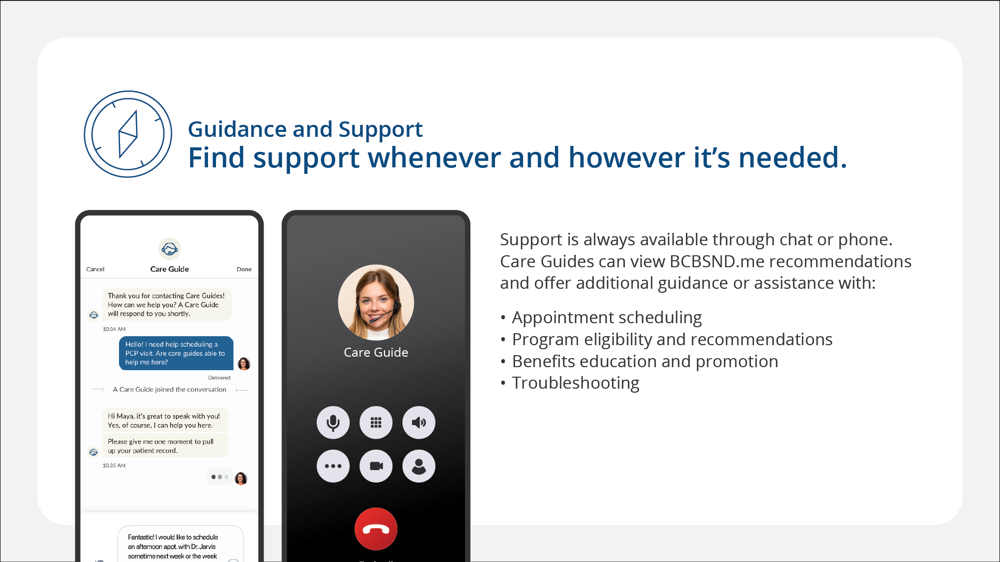 Guidance and Support
Find support whenever and however it’s needed.
Cancel
Care Guide
Done
Thank you for contacting Care Guides!
How can we help you? A Care Guide
will respond to you shortly.
10:34 AM
Hello! I need help scheduling a
PCP visit. Are care guides able to
help me here?
Delivered
A Care Guide joined the conversation
Hi Maya, it's great to speak with you!
Yes, of course, I can help you here.
Please give me one moment to pull
up your patient record.
10:35 AM
Fantastic! I would like to schedule
an afternoon appt. with Dr. Jarvis
sometime next week or the week
Care Guide
Support is always available through chat or phone.
Care Guides can view BCBSND.me recommendations
and offer additional guidance or assistance with:
• Appointment scheduling
• Program eligibility and recommendations
• Benefits education and promotion
• Troubleshooting